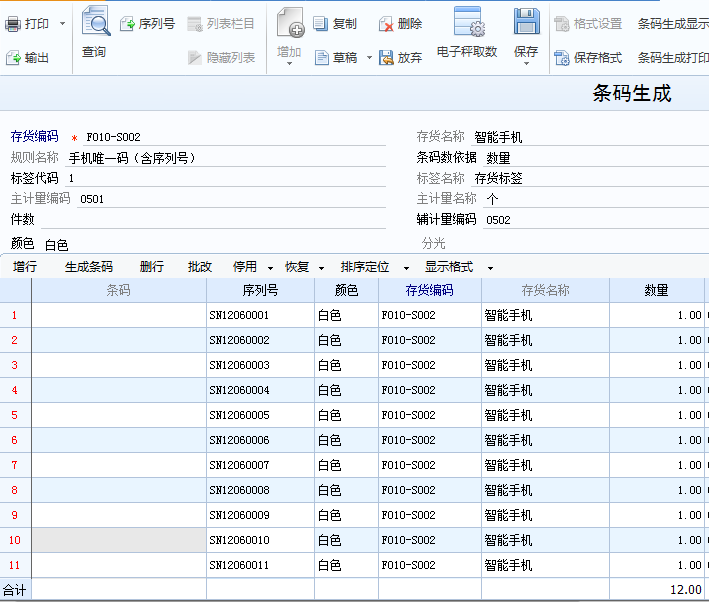 打印 查询 序列号 列表栏目 增加 复制 删除 电子秤取数 保存 格式设置 条码生成显示
输出 隐藏列表 草稿 放弃 保存格式 条码生成打印
条码生成
存货编码 * F010-S002 存货名称 智能手机
规则名称 手机唯一码（含序列号） 条码数依据 数量
标签代码 1 标签名称 存货标签
主计量编码 0501 主计量名称 个
件数 辅计量编码 0502
颜色 白色 分光
增行 生成条码 删行 批改 停用 恢复 排序定位 显示格式
条码 序列号 颜色 存货编码 存货名称 数量
1 SN12060001 白色 F010-S002 智能手机 1.00
2 SN12060002 白色 F010-S002 智能手机 1.00
3 SN12060003 白色 F010-S002 智能手机 1.00
4 SN12060004 白色 F010-S002 智能手机 1.00
5 SN12060005 白色 F010-S002 智能手机 1.00
6 SN12060006 白色 F010-S002 智能手机 1.00
7 SN12060007 白色 F010-S002 智能手机 1.00
8 SN12060008 白色 F010-S002 智能手机 1.00
9 SN12060009 白色 F010-S002 智能手机 1.00
10 SN12060010 白色 F010-S002 智能手机 1.00
11 SN12060011 白色 F010-S002 智能手机 1.00
合计 12.00